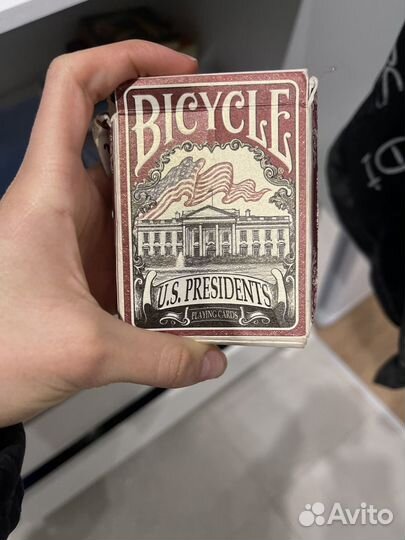 BICYCLE
U.S. PRESIDENTS
PLAYING CARDS
Avito